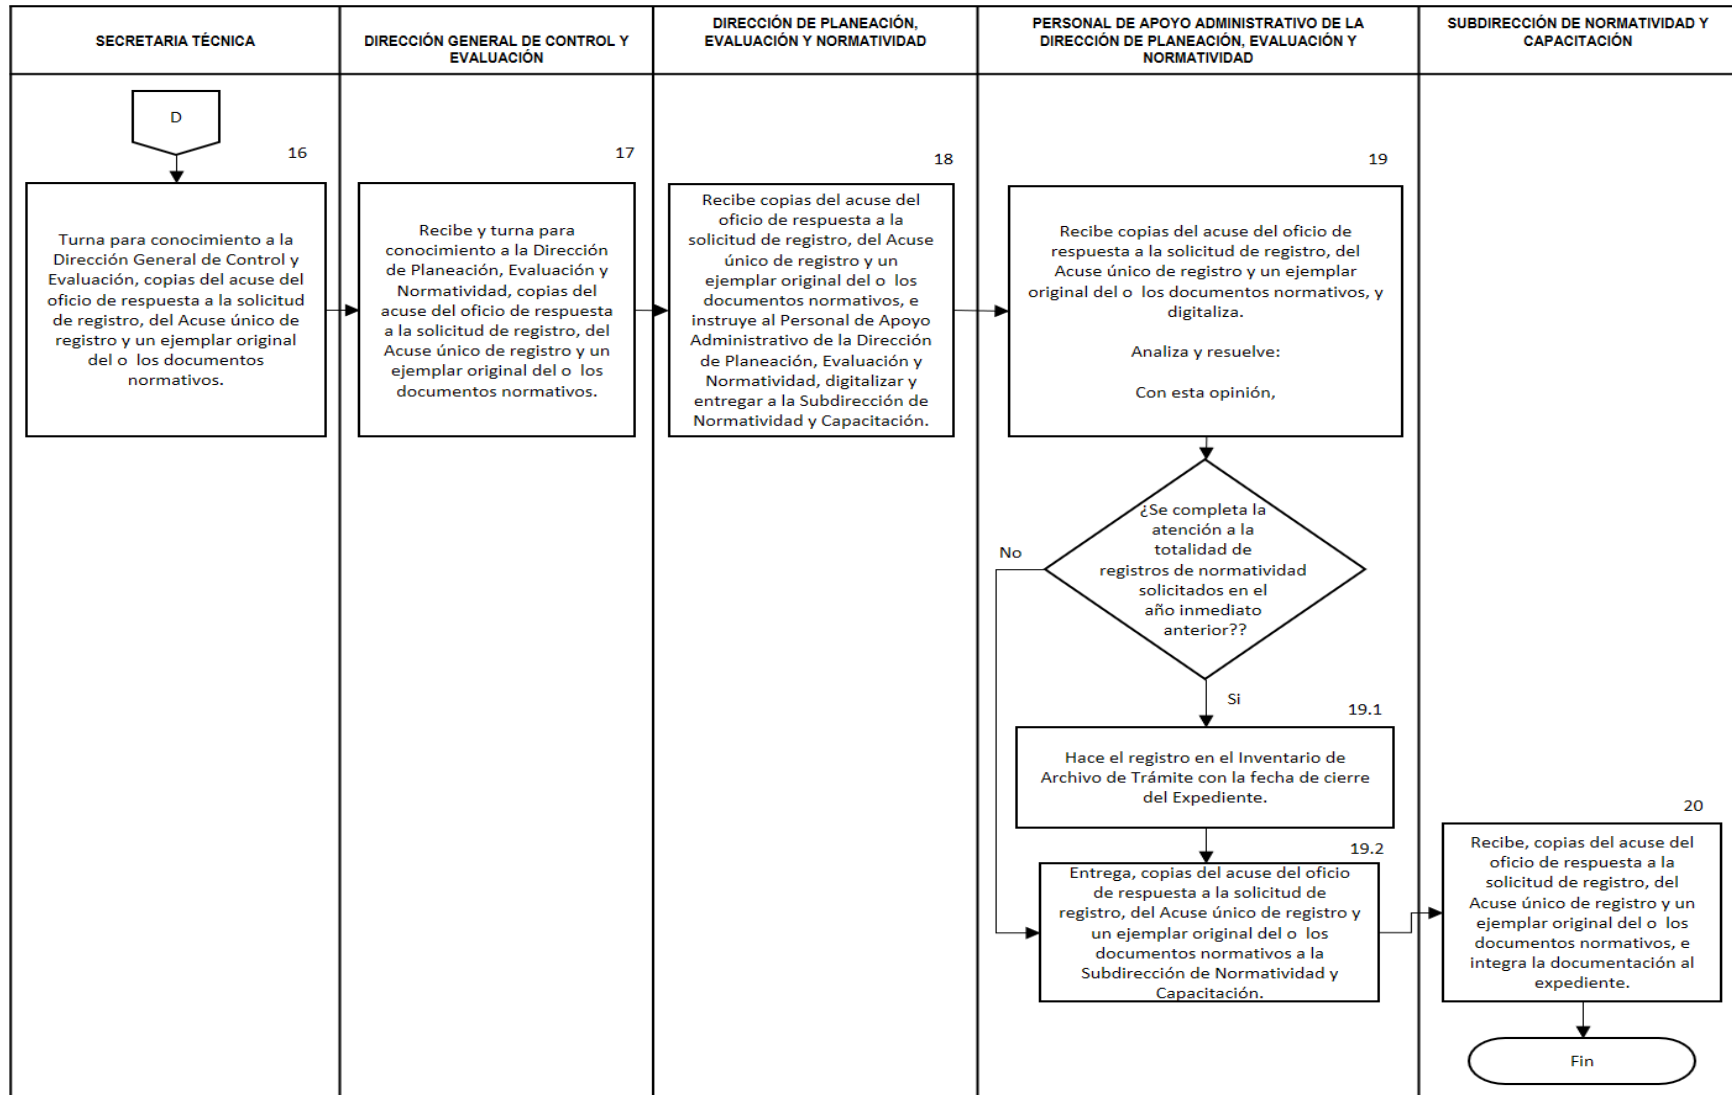 SECRETARIA TÉCNICA
DIRECCIÓN GENERAL DE CONTROL Y
EVALUACIÓN
DIRECCIÓN DE PLANEACIÓN,
EVALUACIÓN Y NORMATIVIDAD
PERSONAL DE APOYO ADMINISTRATIVO DE LA
DIRECCIÓN DE PLANEACIÓN, EVALUACIÓN Y
NORMATIVIDAD
SUBDIRECCIÓN DE NORMATIVIDAD Y
CAPACITACIÓN
D
16
Turna para conocimiento a la
Dirección General de Control y
Evaluación, copias del acuse del
oficio de respuesta a la solicitud
de registro, del Acuse único de
registro y un ejemplar original
del o los documentos
normativos.
17
Recibe y turna para
conocimiento a la Dirección
de Planeación, Evaluación y
Normatividad, copias del
acuse del oficio de respuesta
a la solicitud de registro, del
Acuse único de registro y un
ejemplar original del o los
documentos normativos.
18
Recibe copias del acuse del
oficio de respuesta a la
solicitud de registro, del Acuse
único de registro y un
ejemplar original del o los
documentos normativos, e
instruye al Personal de Apoyo
Administrativo de la Dirección
de Planeación, Evaluación y
Normatividad, digitalizar y
entregar a la Subdirección de
Normatividad y Capacitación.
19
Recibe copias del acuse del oficio de
respuesta a la solicitud de registro, del
Acuse único de registro y un ejemplar
original del o los documentos normativos, y
digitaliza.
Analiza y resuelve:
Con esta opinión,
¿Se completa la
atención a la
totalidad de
registros de normatividad
solicitados en el
año inmediato
anterior??
No
Si
19.1
Hace el registro en el Inventario de
Archivo de Trámite con la fecha de cierre
del Expediente.
19.2
Entrega, copias del acuse del oficio
de respuesta a la solicitud de
registro, del Acuse único de registro y
un ejemplar original del o los
documentos normativos a la
Subdirección de Normatividad y
Capacitación.
20
Recibe, copias del acuse del
oficio de respuesta a la
solicitud de registro, del
Acuse único de registro y un
ejemplar original del o los
documentos normativos, e
integra la documentación al
expediente.
Fin